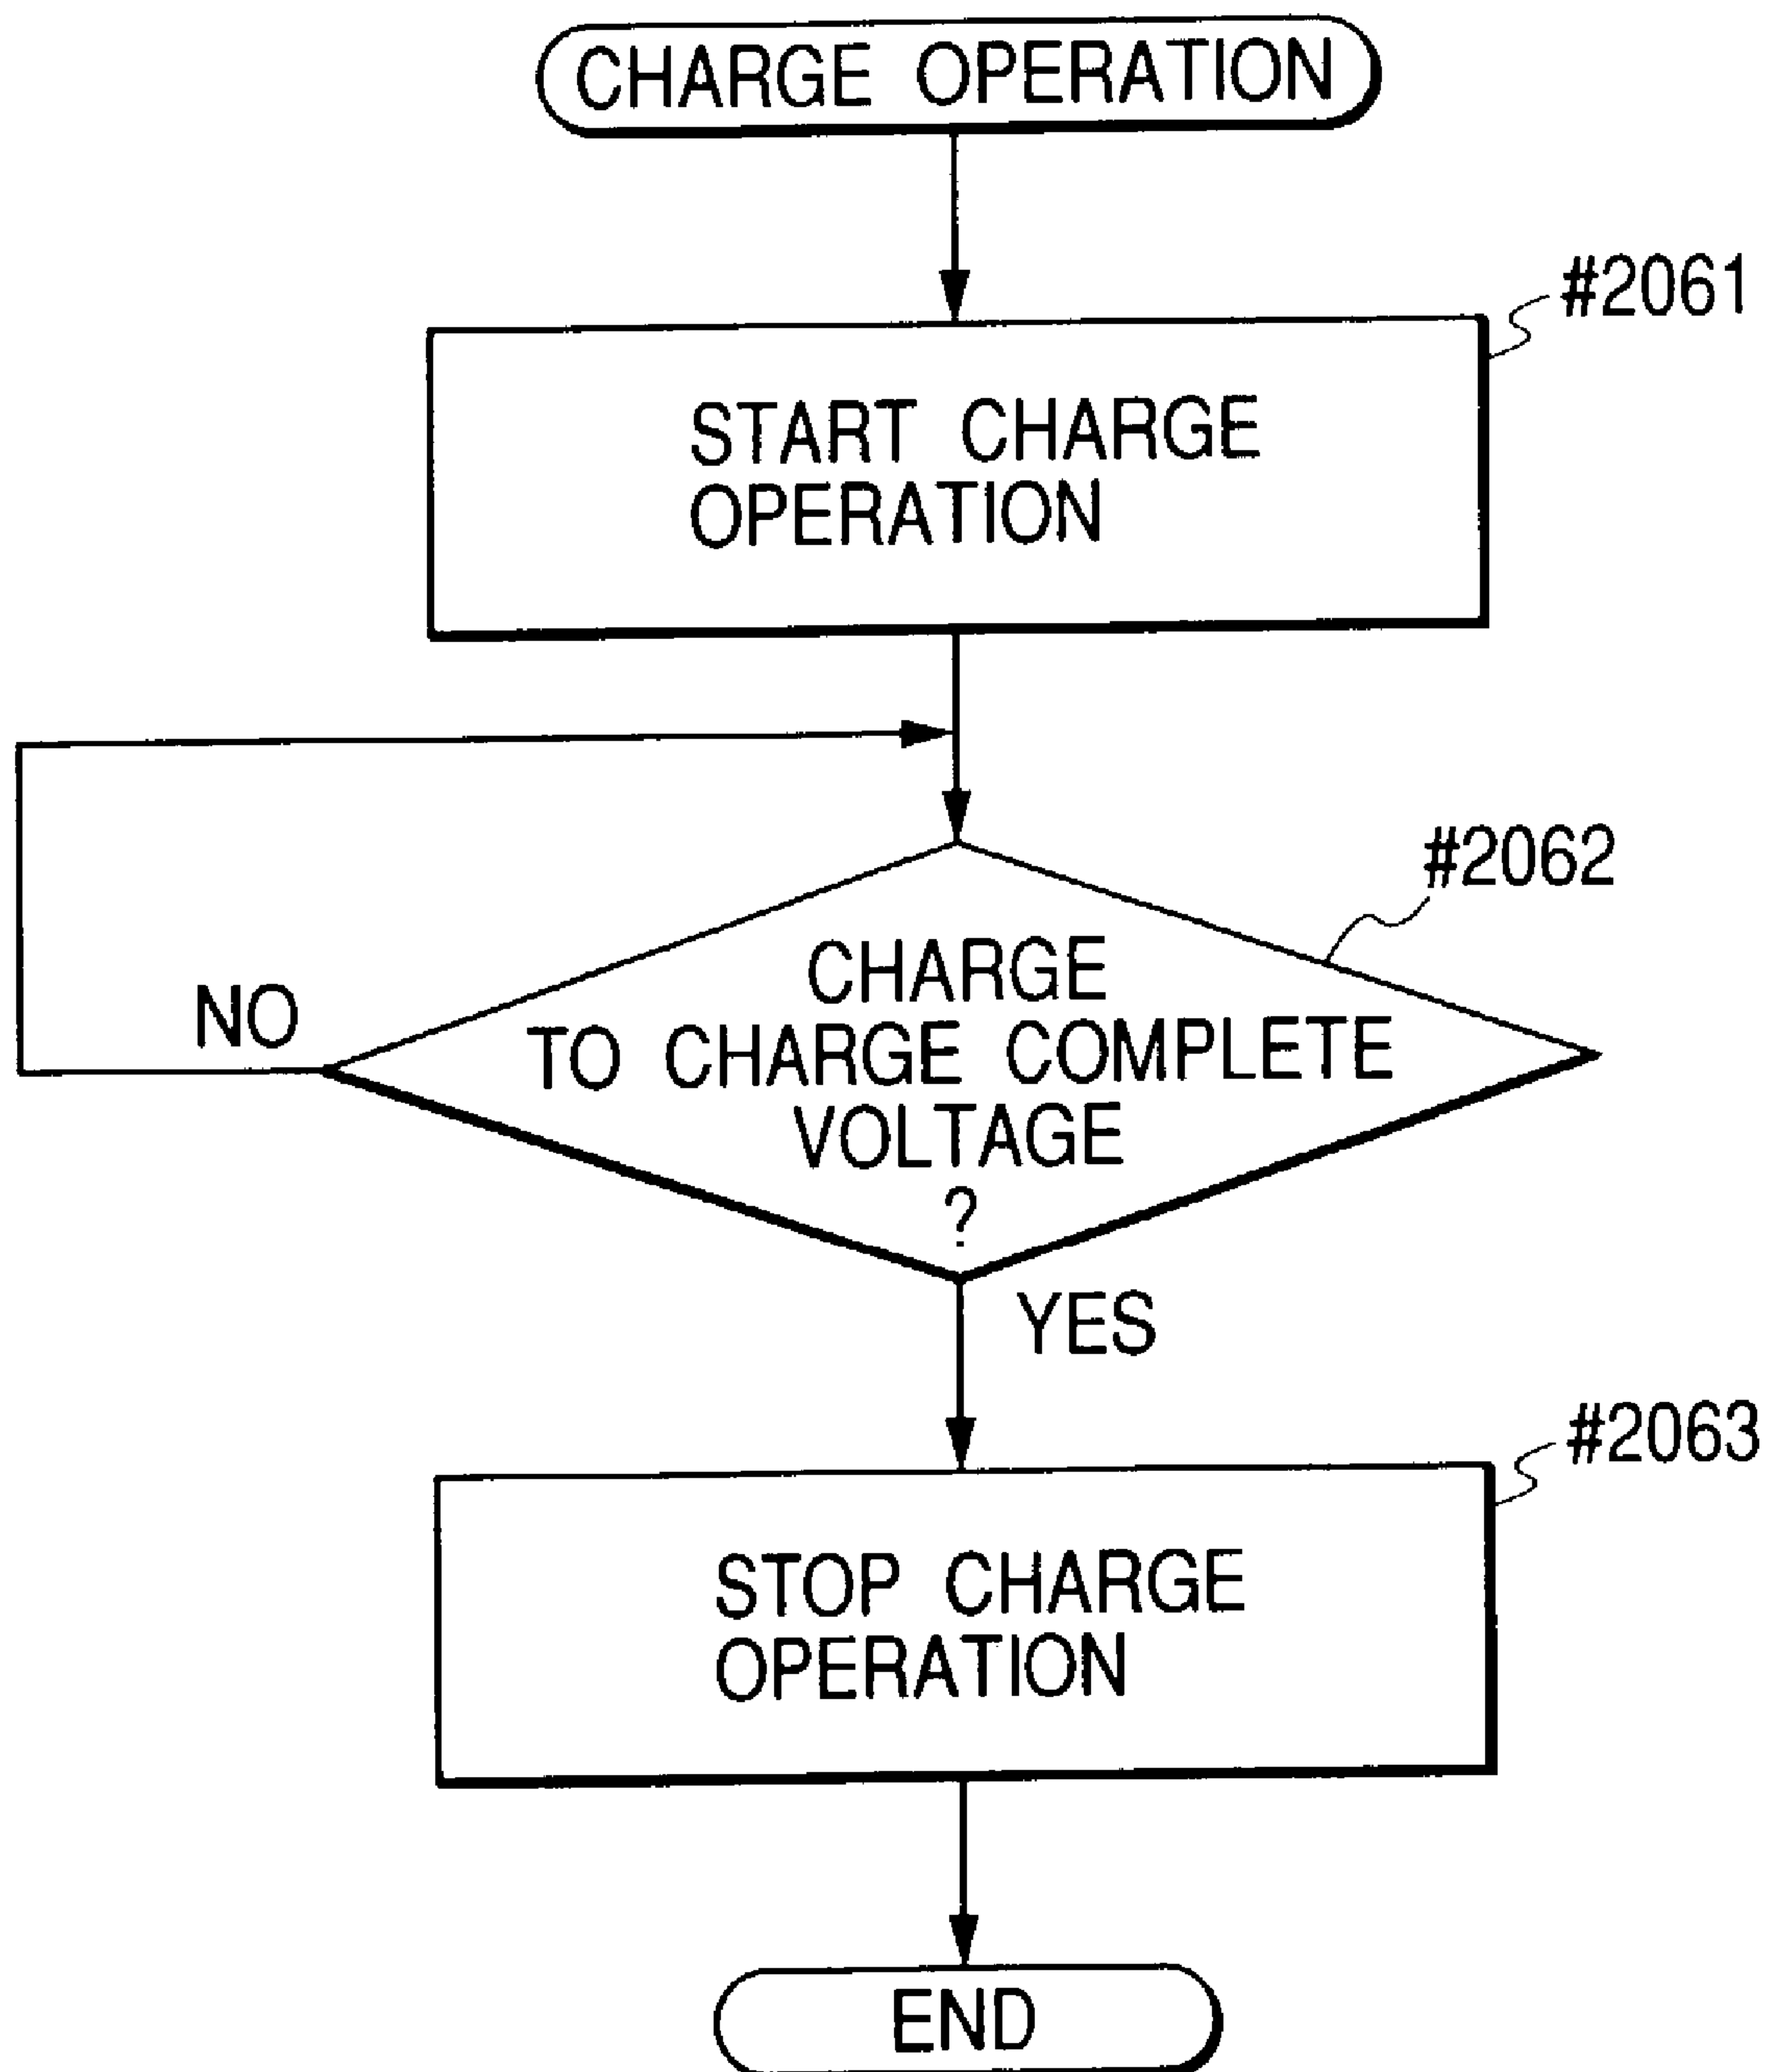 CHARGE OPERATION
#2061
START CHARGE
OPERATION
#2062
CHARGE
TO CHARGE COMPLETE
VOLTAGE
?
NO
YES
#2063
STOP CHARGE
OPERATION
END